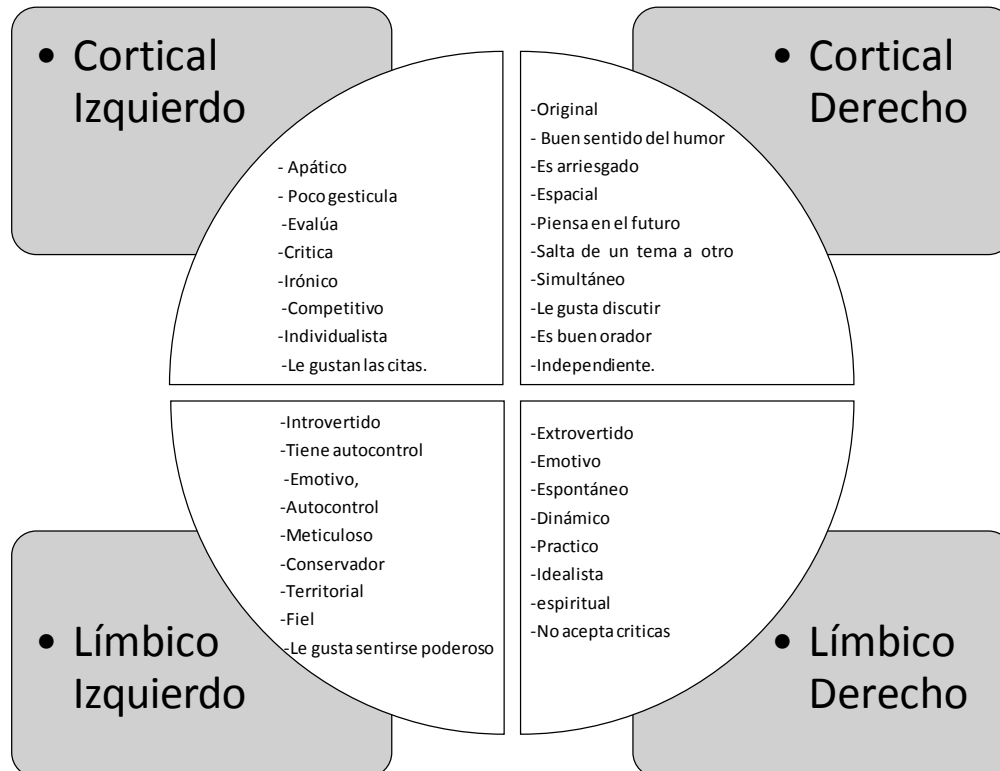 • Cortical
Izquierdo
- Apático
- Poco gesticula
-Evalúa
-Critica
-Irónico
-Competitivo
-Individualista
-Le gustan las citas.
• Cortical
Derecho
-Original
- Buen sentido del humor
-Es arriesgado
-Espacial
-Piensa en el futuro
-Salta de un tema a otro
-Simultáneo
-Le gusta discutir
-Es buen orador
-Independiente.
• Límbico
Izquierdo
-Introvertido
-Tiene autocontrol
-Emotivo,
-Autocontrol
-Meticuloso
-Conservador
-Territorial
-Fiel
-Le gusta sentirse poderoso
• Límbico
Derecho
-Extrovertido
-Emotivo
-Espontáneo
-Dinámico
-Practico
-Idealista
-espiritual
-No acepta criticas